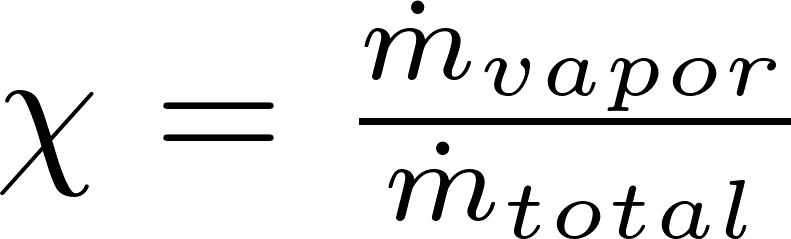 χ = ṁ_vapor / ṁ_total